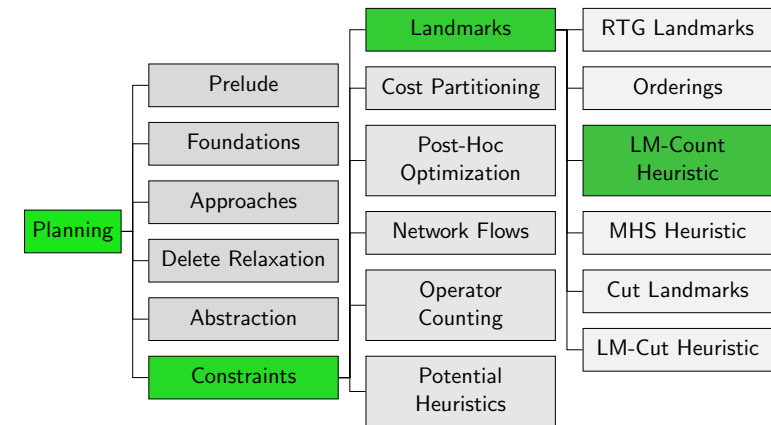 Planning
Prelude
Foundations
Approaches
Delete Relaxation
Abstraction
Constraints
Landmarks
Cost Partitioning
Post-Hoc
Optimization
Network Flows
Operator
Counting
Potential
Heuristics
RTG Landmarks
Orderings
LM-Count
Heuristic
MHS Heuristic
Cut Landmarks
LM-Cut Heuristic